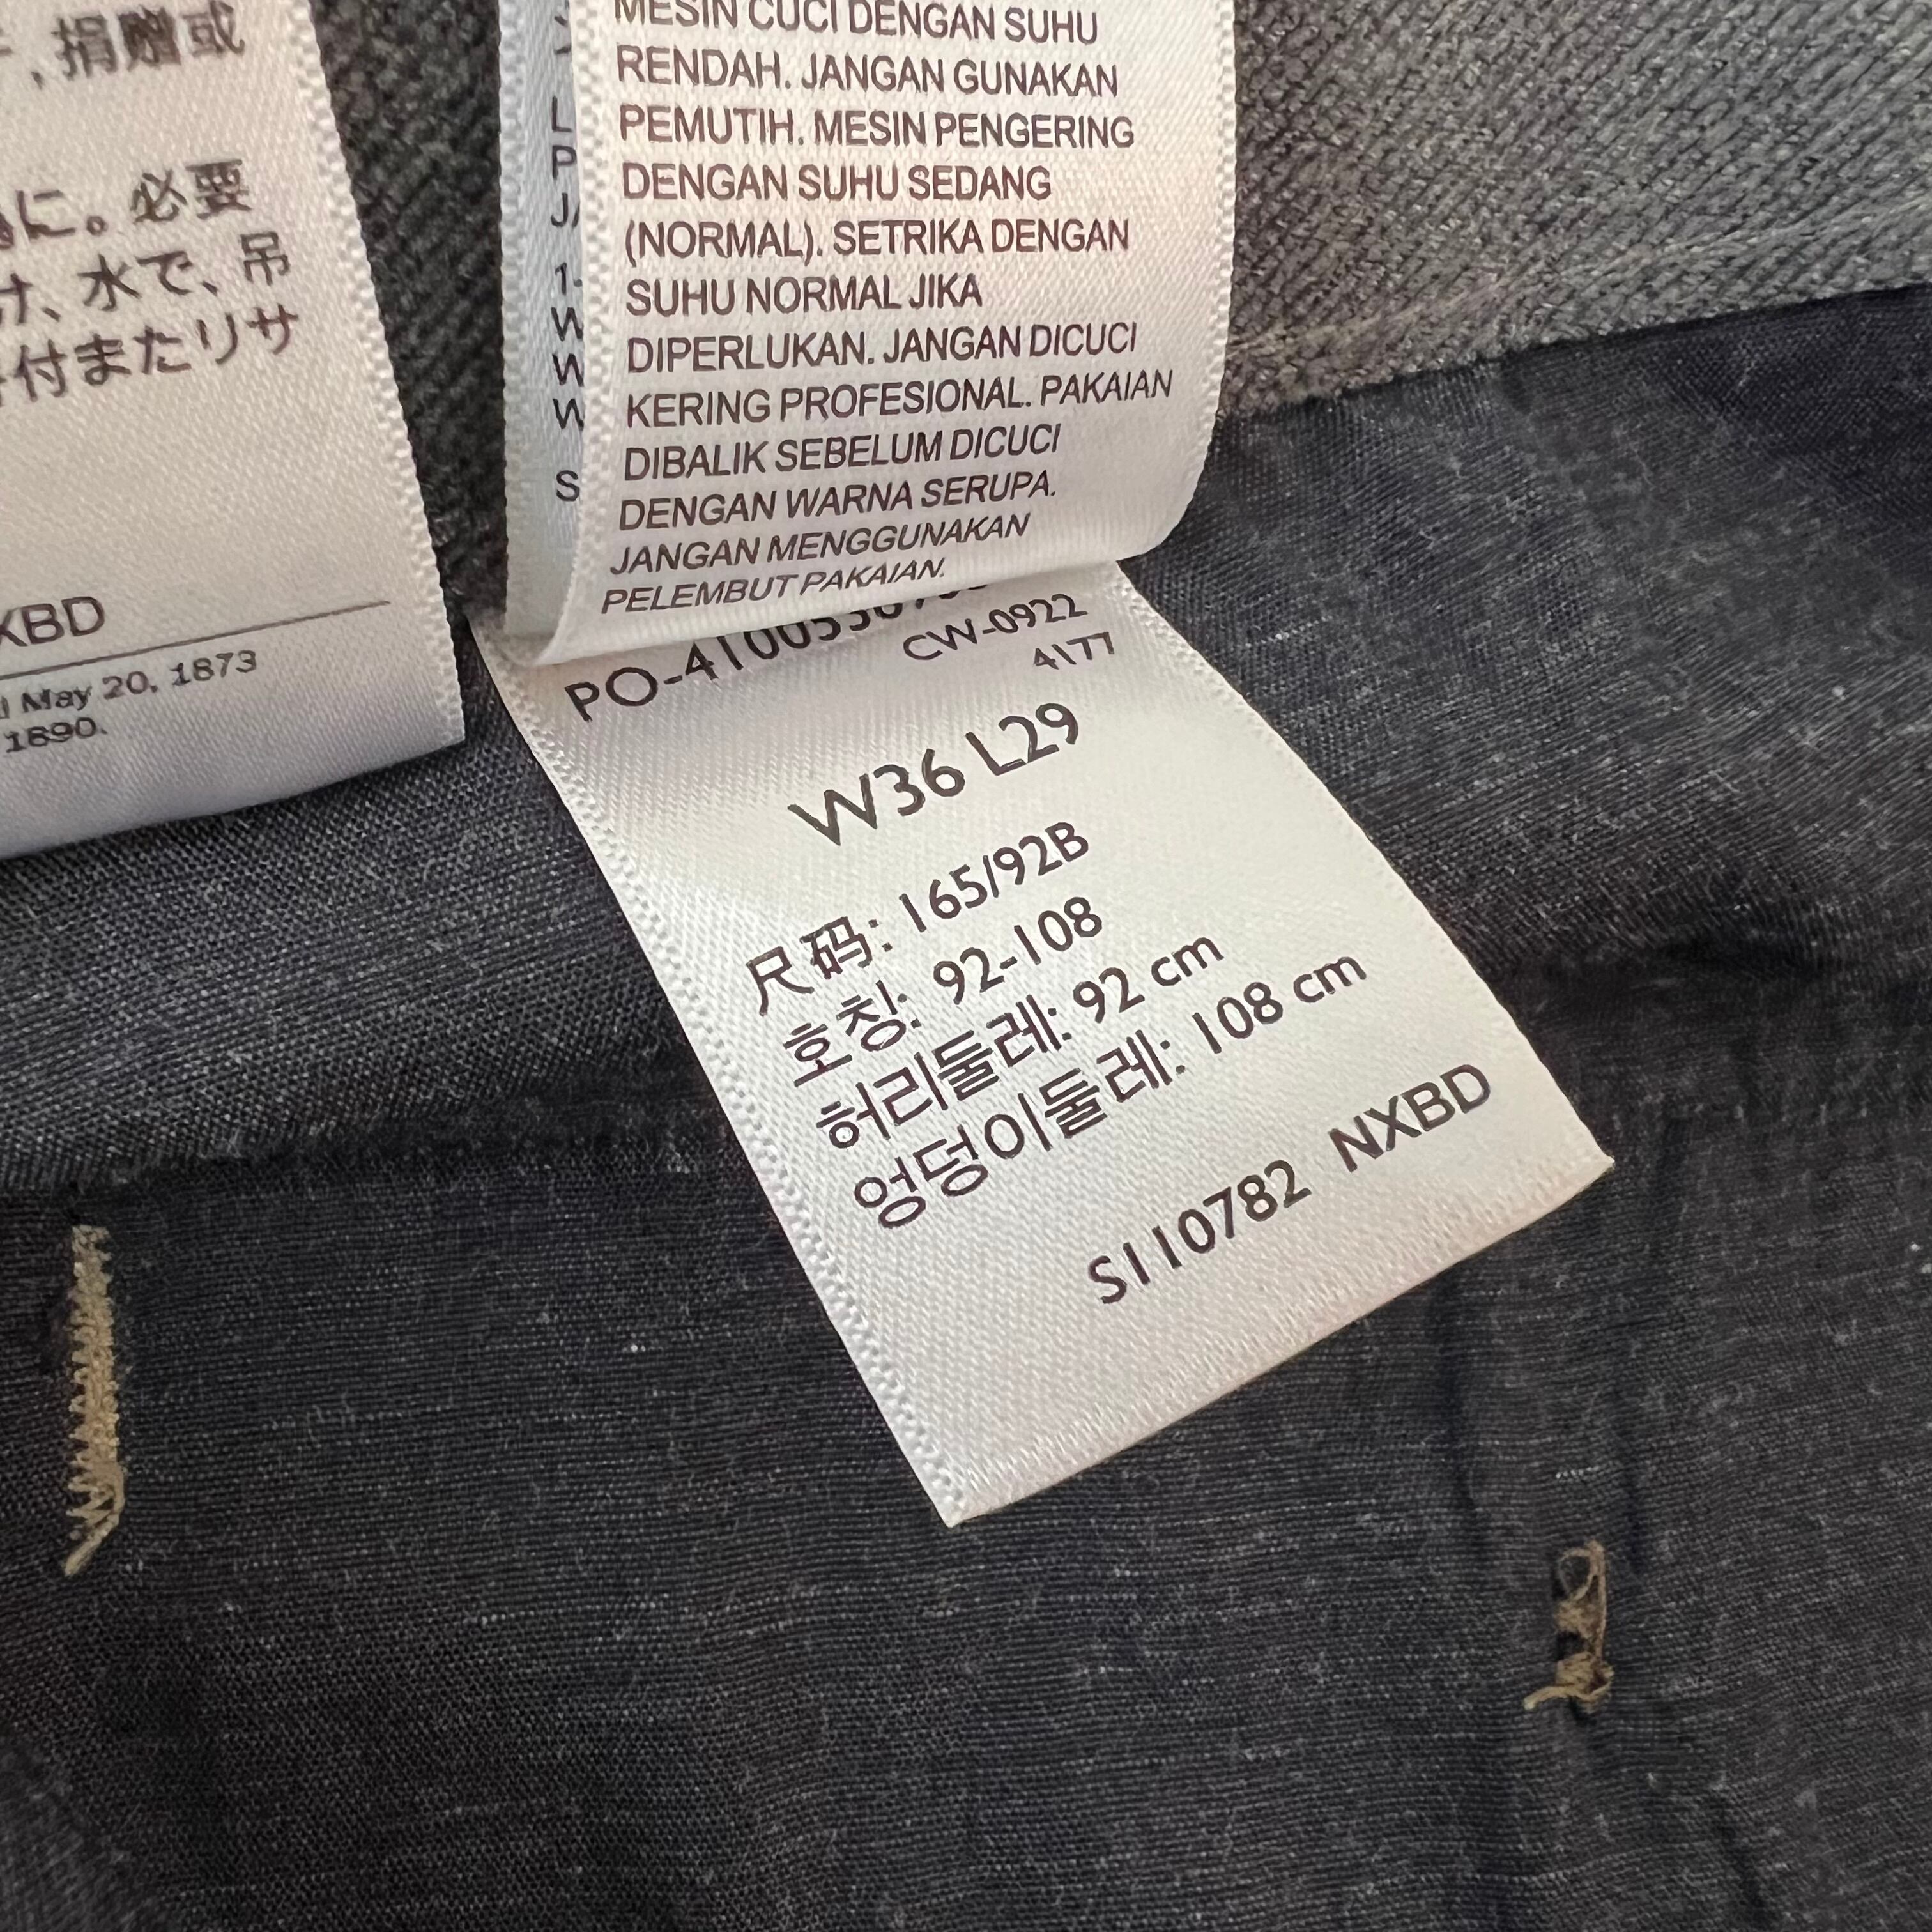 ,捐赠或
に。必要
け、水で、吊
付またリサ
XBD
May 20, 1873
1890.
L
P
1-
W
W
W
S
MESIN CUCI DENGAN SUHU
RENDAH. JANGAN GUNAKAN
PEMUTIH. MESIN PENGERING
DENGAN SUHU SEDANG
(NORMAL). SETRIKA DENGAN
SUHU NORMAL JIKA
DIPERLUKAN. JANGAN DICUCI
KERING PROFESIONAL. PAKAIAN
DIBALIK SEBELUM DICUCI
DENGAN WARNA SERUPA.
JANGAN MENGGUNAKAN
PELEMBUT PAKAIAN.
CW-0922
4177
W36 L29
尺码: 165/92B
호칭: 92-108
허리둘레: 92 cm
엉덩이둘레: 108 cm
S110782 NXBD